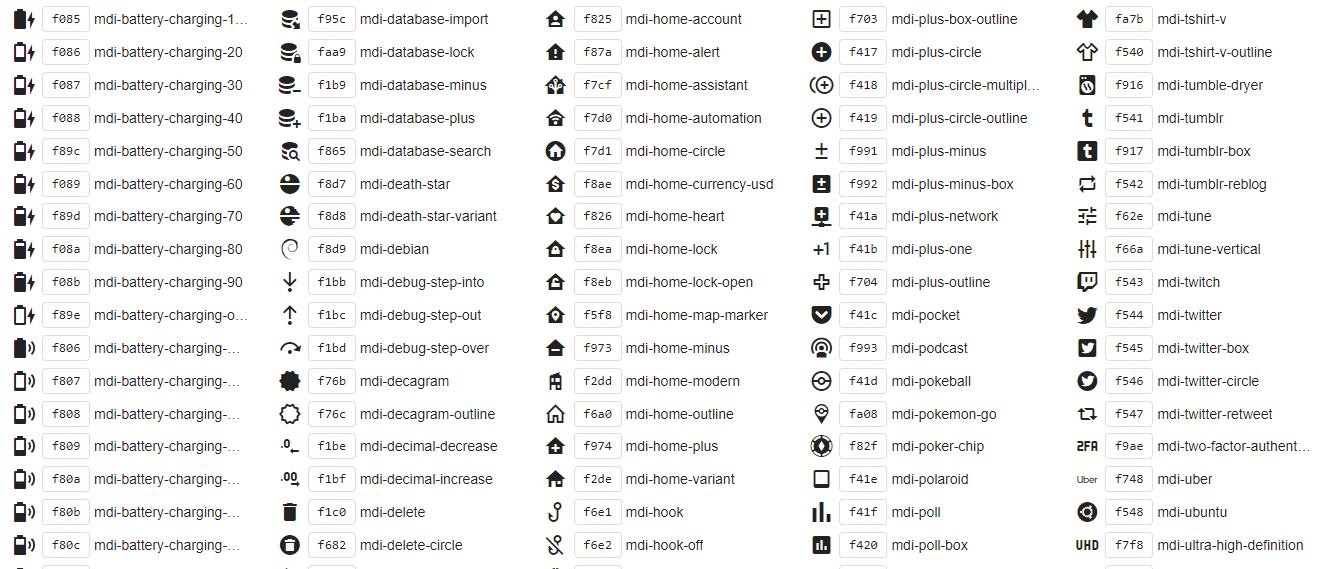 f085 mdi-battery-charging-1… f95c mdi-database-import f825 mdi-home-account f703 mdi-plus-box-outline fa7b mdi-tshirt-v
f086 mdi-battery-charging-20 faa9 mdi-database-lock f87a mdi-home-alert f417 mdi-plus-circle f540 mdi-tshirt-v-outline
f087 mdi-battery-charging-30 f1b9 mdi-database-minus f7cf mdi-home-assistant f418 mdi-plus-circle-multipl… f916 mdi-tumble-dryer
f088 mdi-battery-charging-40 f1ba mdi-database-plus f7d0 mdi-home-automation f419 mdi-plus-circle-outline t f541 mdi-tumblr
f89c mdi-battery-charging-50 f865 mdi-database-search f7d1 mdi-home-circle f991 mdi-plus-minus t f917 mdi-tumblr-box
f089 mdi-battery-charging-60 f8d7 mdi-death-star $ f8ae mdi-home-currency-usd f992 mdi-plus-minus-box f542 mdi-tumblr-reblog
f89d mdi-battery-charging-70 f8d8 mdi-death-star-variant f826 mdi-home-heart f41a mdi-plus-network f62e mdi-tune
f08a mdi-battery-charging-80 f8d9 mdi-debian f8ea mdi-home-lock +1 f41b mdi-plus-one f66a mdi-tune-vertical
f08b mdi-battery-charging-90 f1bb mdi-debug-step-into f8eb mdi-home-lock-open f704 mdi-plus-outline f543 mdi-twitch
f89e mdi-battery-charging-o… f1bc mdi-debug-step-out f5f8 mdi-home-map-marker f41c mdi-pocket f544 mdi-twitter
f806 mdi-battery-charging-… f1bd mdi-debug-step-over f973 mdi-home-minus f993 mdi-podcast f545 mdi-twitter-box
f807 mdi-battery-charging-… f76b mdi-decagram f2dd mdi-home-modern f41d mdi-pokeball f546 mdi-twitter-circle
f808 mdi-battery-charging-… f76c mdi-decagram-outline f6a0 mdi-home-outline fa08 mdi-pokemon-go f547 mdi-twitter-retweet
f809 mdi-battery-charging-… .0 f1be mdi-decimal-decrease f974 mdi-home-plus f82f mdi-poker-chip 2FA f9ae mdi-two-factor-authent…
f80a mdi-battery-charging-… .00 f1bf mdi-decimal-increase f2de mdi-home-variant f41e mdi-polaroid Uber f748 mdi-uber
f80b mdi-battery-charging-… f1c0 mdi-delete f6e1 mdi-hook f41f mdi-poll f548 mdi-ubuntu
f80c mdi-battery-charging-… f682 mdi-delete-circle f6e2 mdi-hook-off f420 mdi-poll-box UHD f7f8 mdi-ultra-high-definition